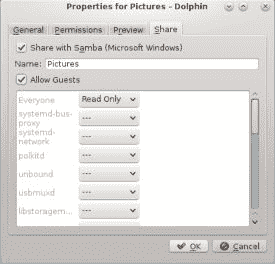 Properties for Pictures - Dolphin
General Permissions Preview Share
Share with Samba (Microsoft Windows)
Name: Pictures
Allow Guests
Everyone Read Only
systemd-bus-
proxy ---
systemd-
network ---
polkitd ---
unbound ---
usbmuxd ---
libstoragem... ---
OK Cancel